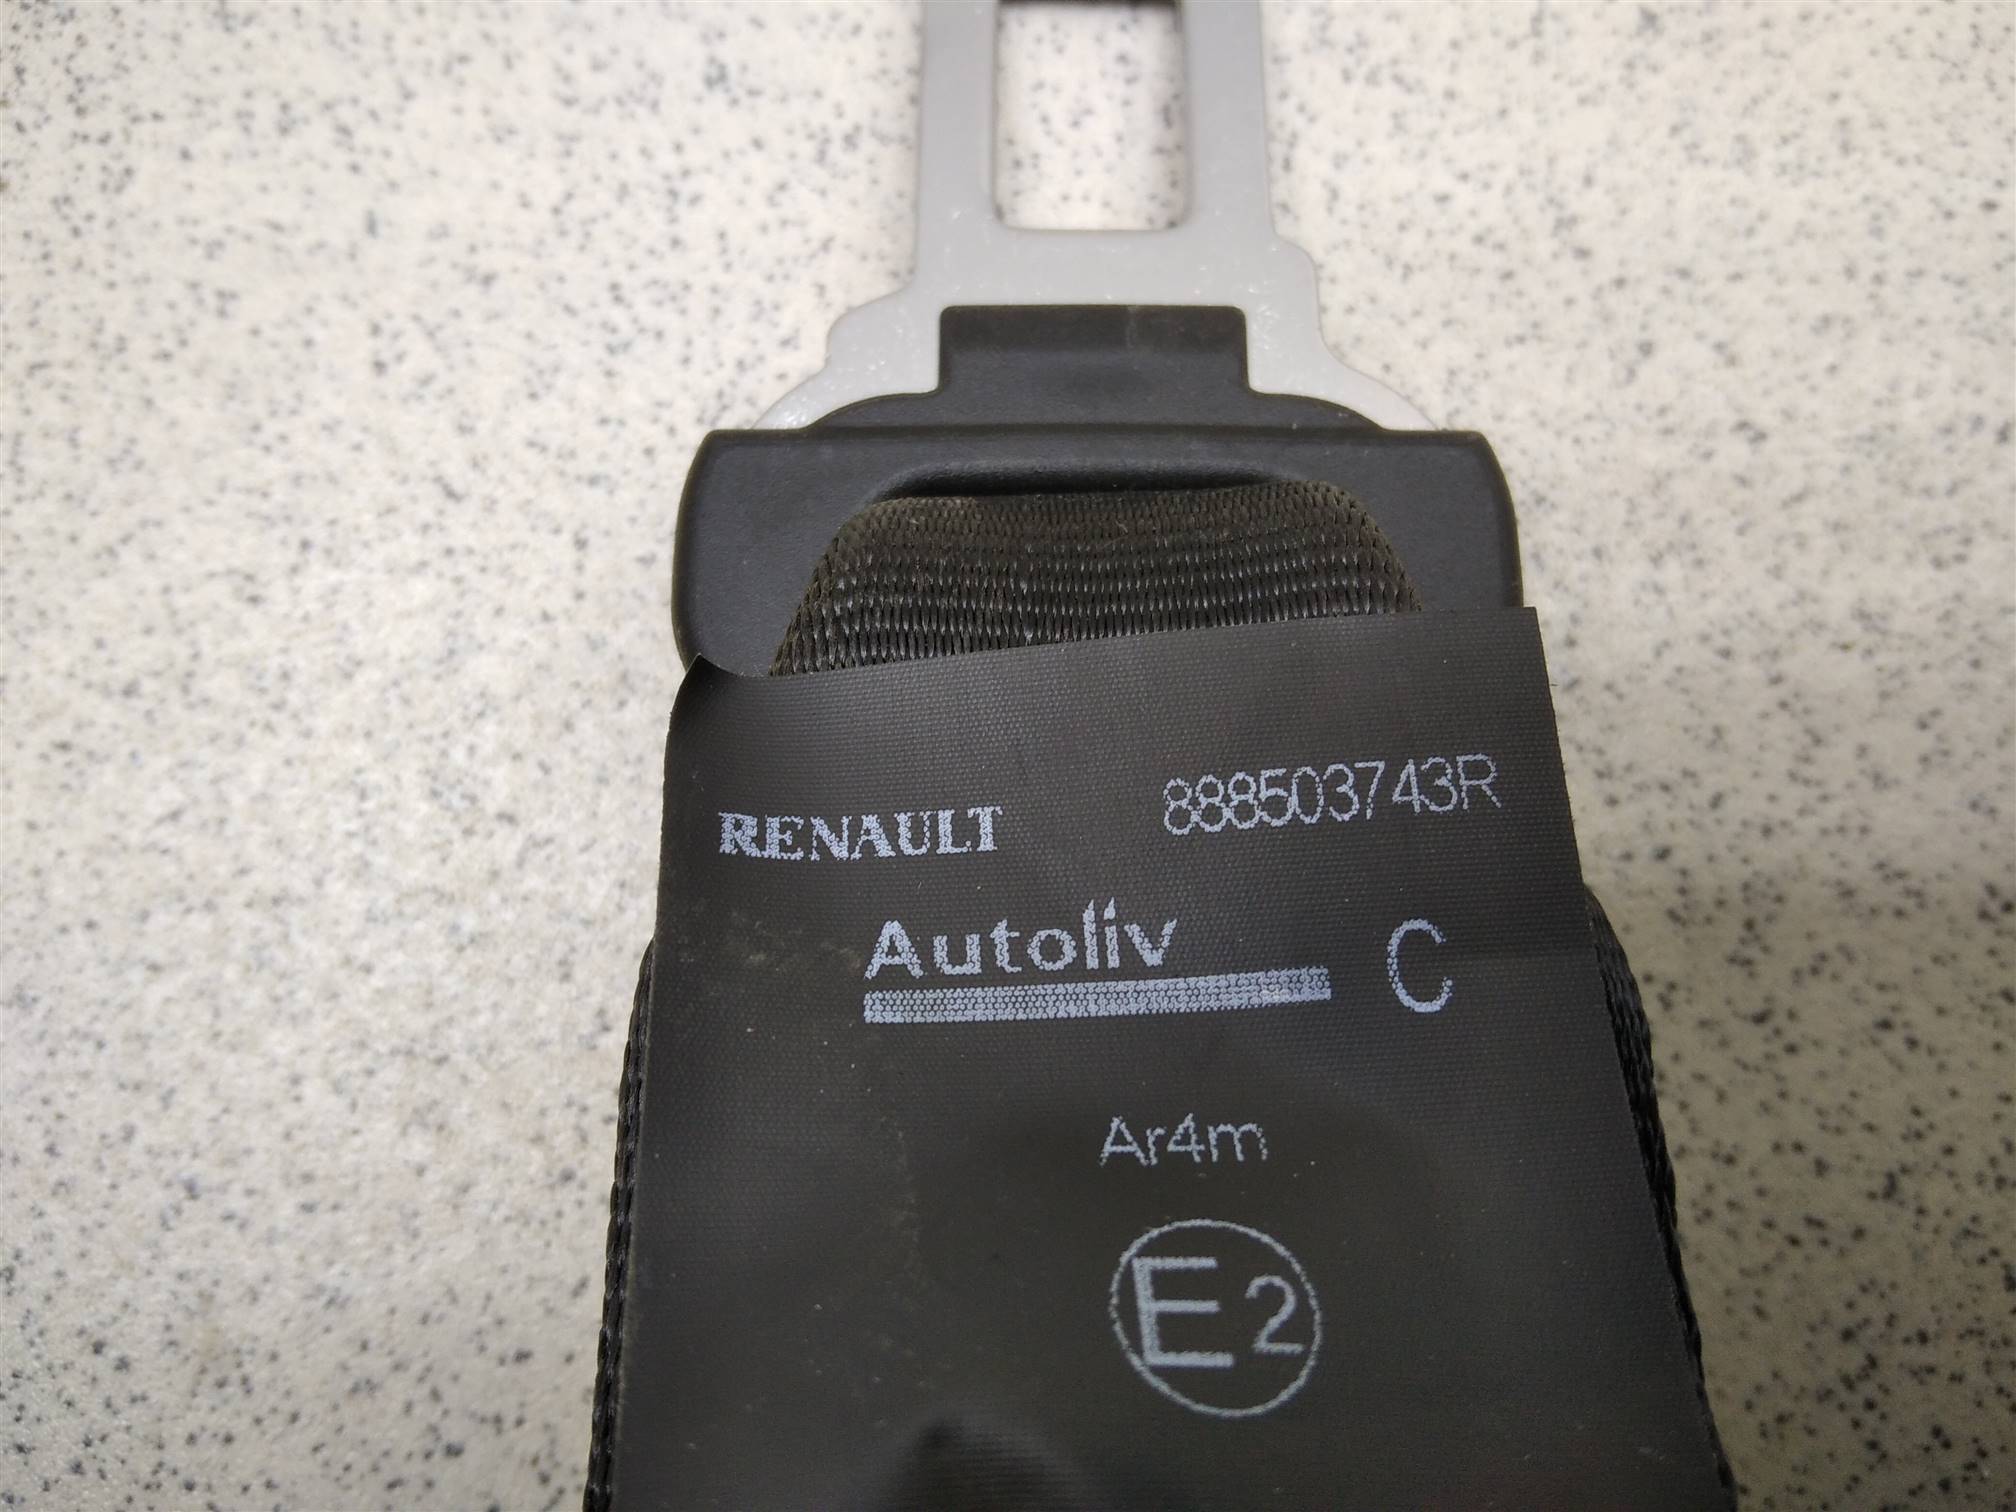 RENAULT 888503743R
Autoliv C
Ar4m
E2